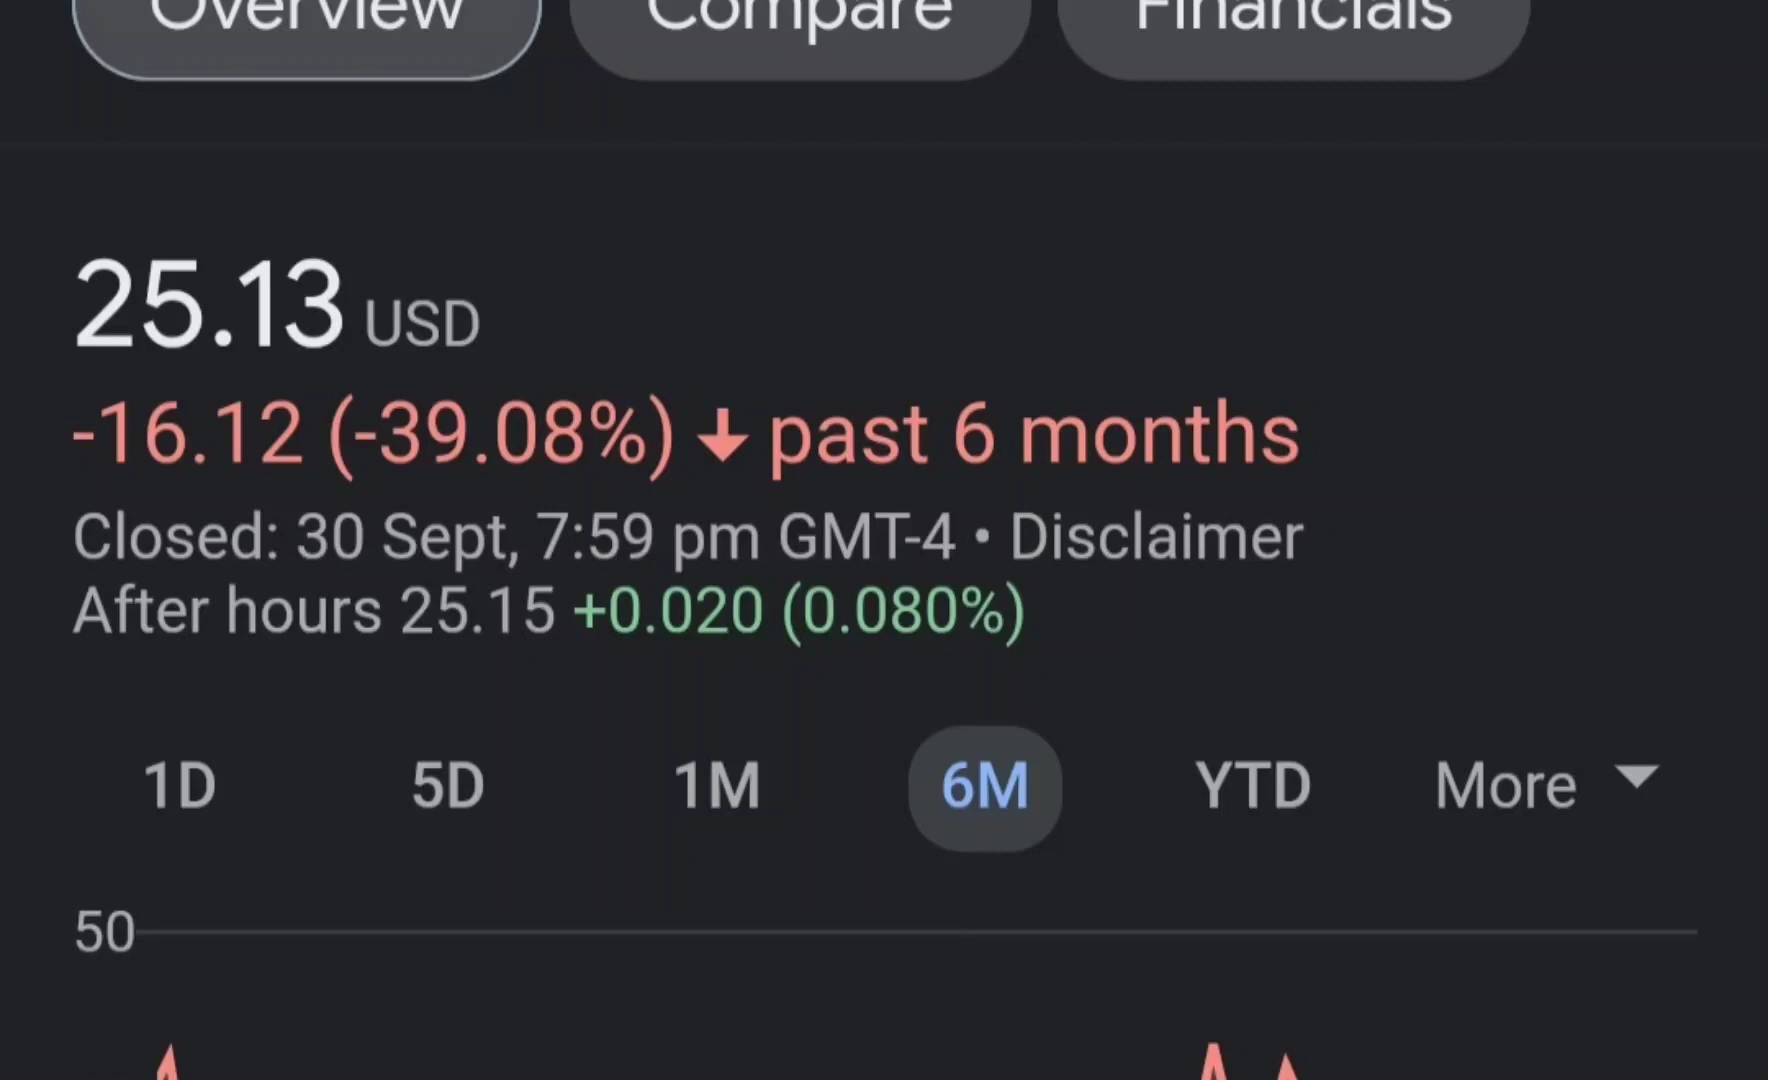 Overview Compare Financials
25.13 USD
-16.12 (-39.08%) ↓ past 6 months
Closed: 30 Sept, 7:59 pm GMT-4 • Disclaimer
After hours 25.15 +0.020 (0.080%)
1D 5D 1M 6M YTD More
50